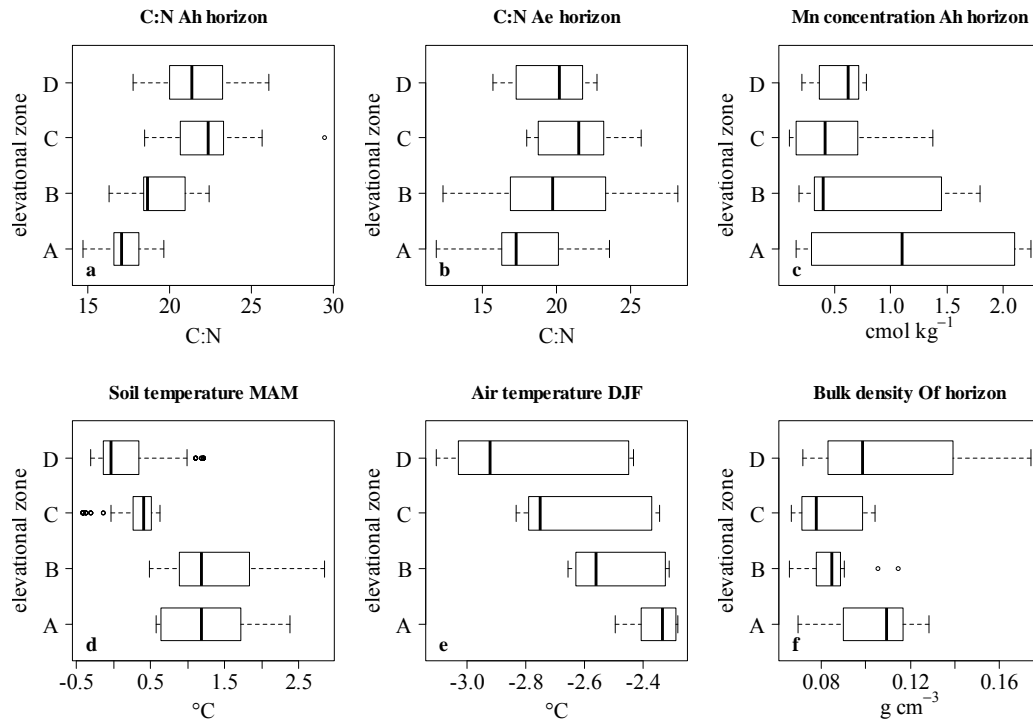 C:N Ah horizon
C:N Ae horizon
Mn concentration Ah horizon
elevational zone
D
C
B
A
a
15 20 25 30
C:N
elevational zone
D
C
B
A
b
15 20 25
C:N
elevational zone
D
C
B
A
c
0.5 1.0 1.5 2.0
cmol kg⁻¹
Soil temperature MAM
Air temperature DJF
Bulk density Of horizon
elevational zone
D
C
B
A
d
-0.5 0.5 1.5 2.5
°C
elevational zone
D
C
B
A
e
-3.0 -2.8 -2.6 -2.4
°C
elevational zone
D
C
B
A
f
0.08 0.12 0.16
g cm⁻³